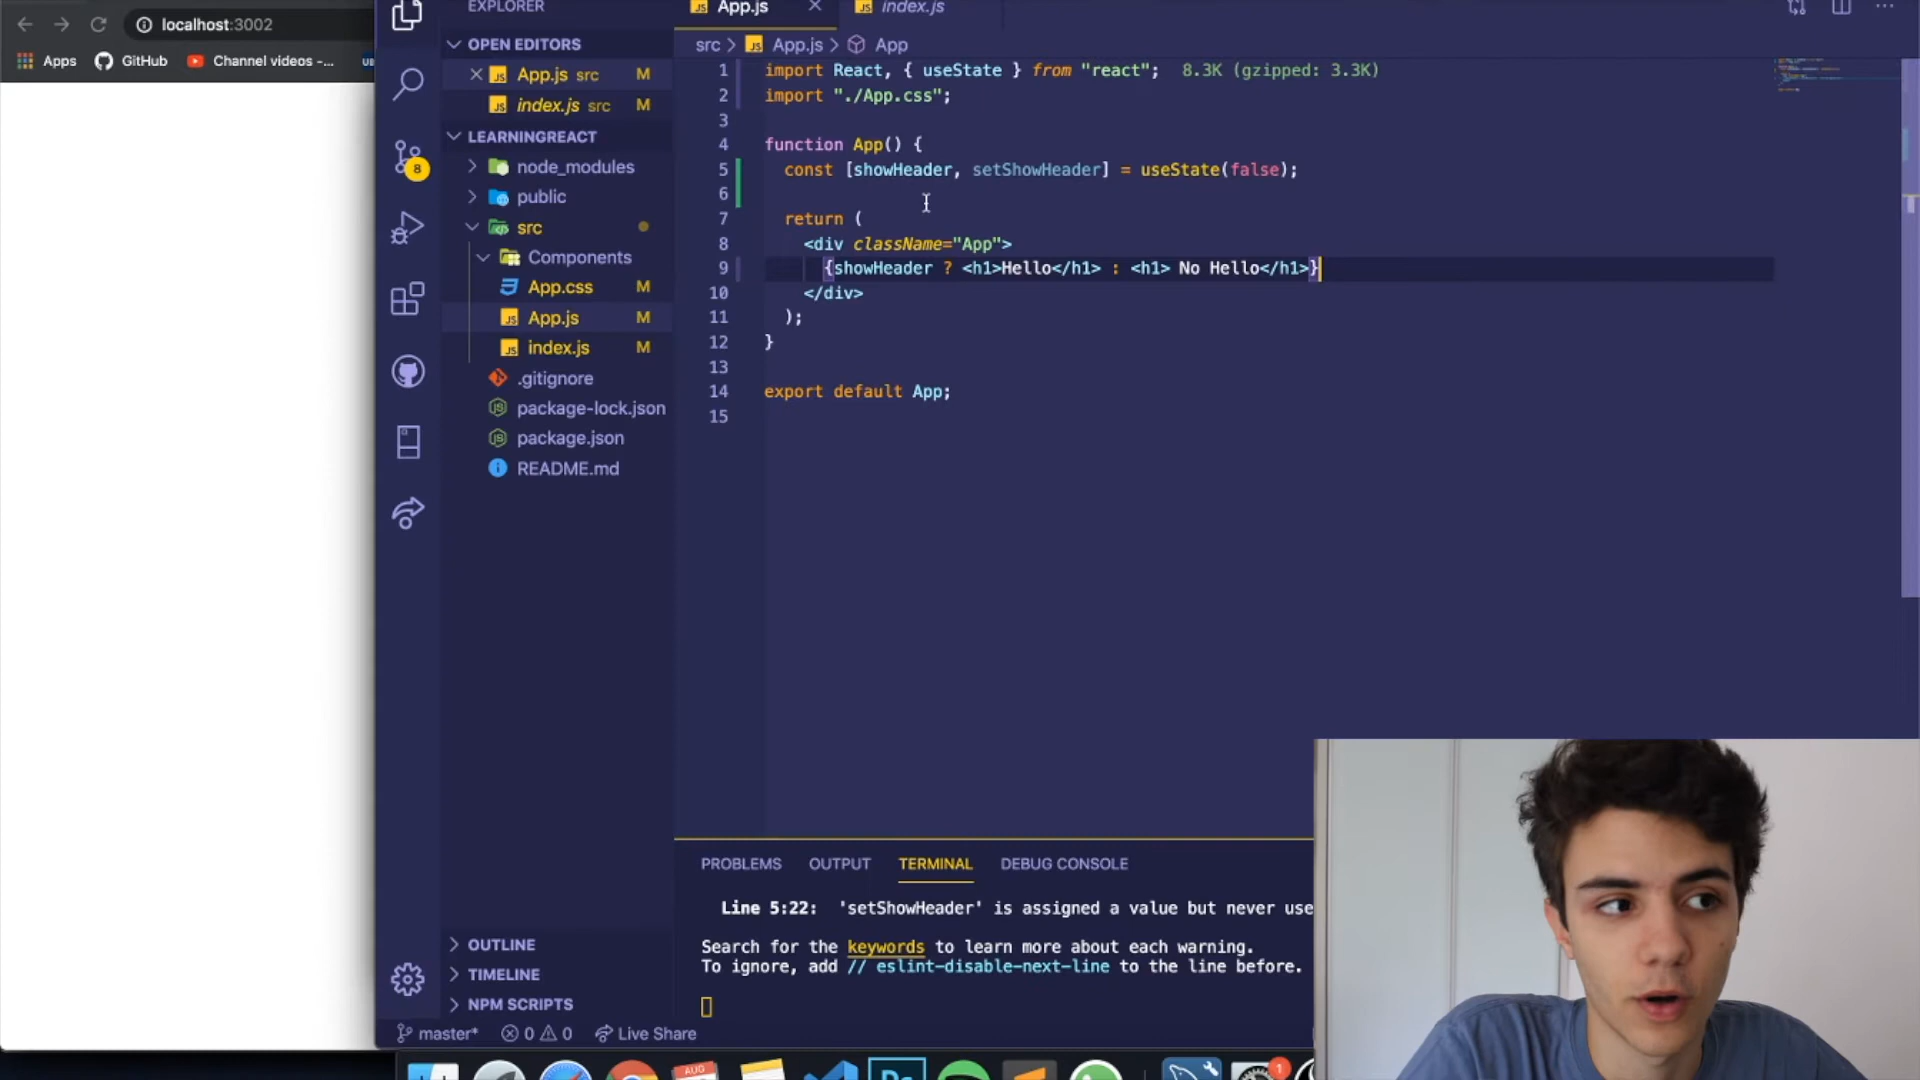 localhost:3002
Apps
GitHub
Channel videos -...
EXPLORER
OPEN EDITORS
App.js src M
index.js src M
LEARNINGREACT
node_modules
public
src
Components
App.css M
App.js M
index.js M
.gitignore
package-lock.json
package.json
README.md
OUTLINE
TIMELINE
NPM SCRIPTS
8
App.js
index.js
src > App.js > App
1 import React, { useState } from "react"; 8.3K (gzipped: 3.3K)
2 import "./App.css";
3
4 function App() {
5 const [showHeader, setShowHeader] = useState(false);
6
7 return (
8 <div className="App">
9 {showHeader ? <h1>Hello</h1> : <h1> No Hello</h1>}
10 </div>
11 );
12 }
13
14 export default App;
15
PROBLEMS OUTPUT TERMINAL DEBUG CONSOLE
Line 5:22: 'setShowHeader' is assigned a value but never use
Search for the keywords to learn more about each warning.
To ignore, add // eslint-disable-next-line to the line before.
master* 0 0 Live Share
AUG
1